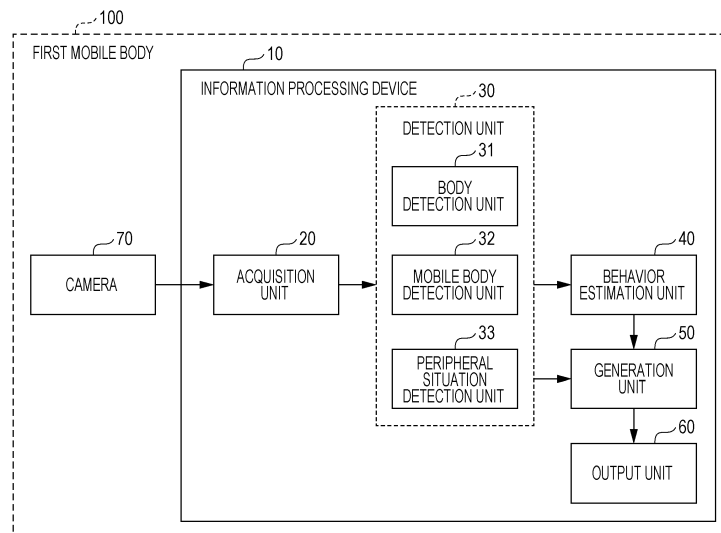 100
FIRST MOBILE BODY
10
INFORMATION PROCESSING DEVICE
30
DETECTION UNIT
31
BODY
DETECTION UNIT
70
CAMERA
20
ACQUISITION
UNIT
32
MOBILE BODY
DETECTION UNIT
40
BEHAVIOR
ESTIMATION UNIT
33
PERIPHERAL
SITUATION
DETECTION UNIT
50
GENERATION
UNIT
60
OUTPUT UNIT